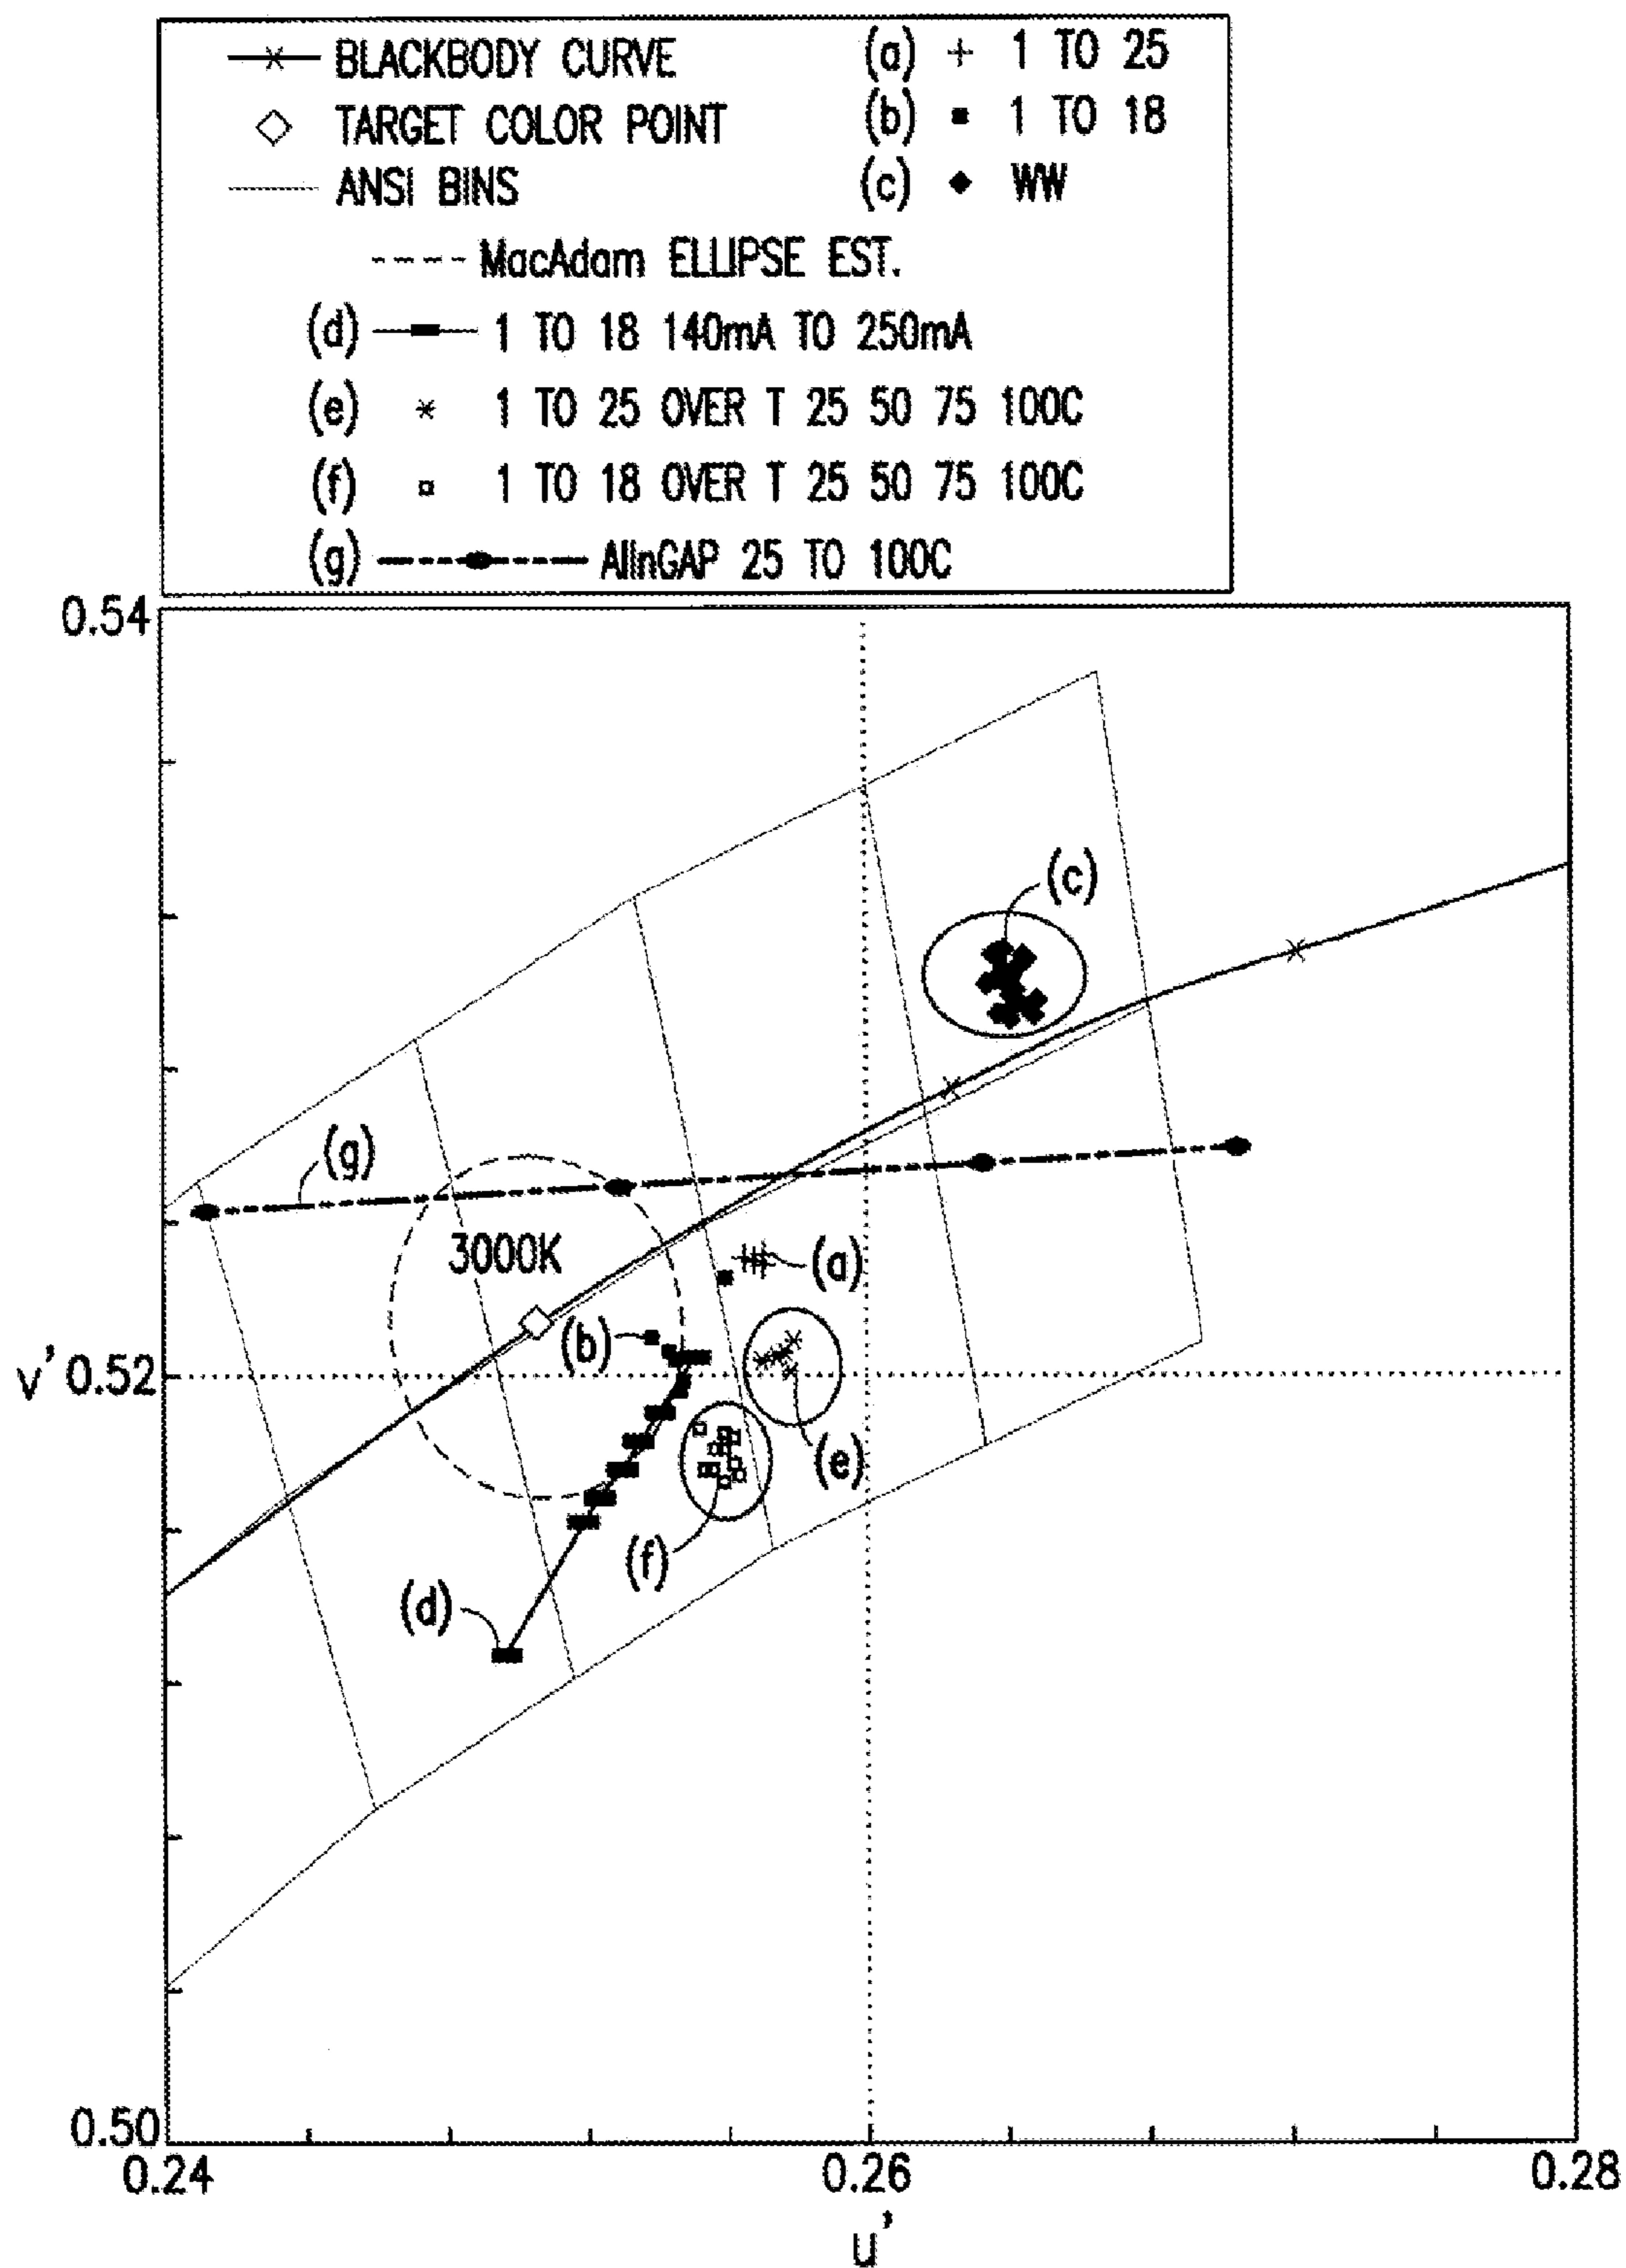 BLACKBODY CURVE (a) 1 TO 25
TARGET COLOR POINT (b) 1 TO 18
ANSI BINS (c) WW
MacAdam ELLIPSE EST.
(d) 1 TO 18 140mA TO 250mA
(e) 1 TO 25 OVER T 25 50 75 100C
(f) 1 TO 18 OVER T 25 50 75 100C
(g) AllnGAP 25 TO 100C
0.54
(c)
(g)
3000K
(a)
(b)
v' 0.52
(e)
(f)
(d)
0.50
0.24 0.26 0.28
u'